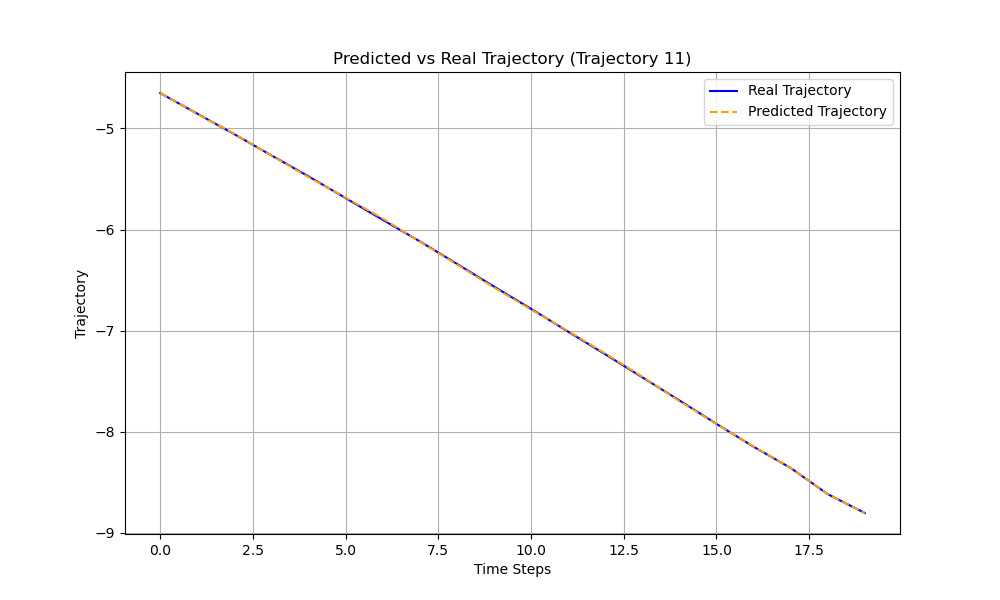 Predicted vs Real Trajectory (Trajectory 11)
Real Trajectory
Predicted Trajectory
Trajectory
−5
−6
−7
−8
−9
0.0 2.5 5.0 7.5 10.0 12.5 15.0 17.5
Time Steps